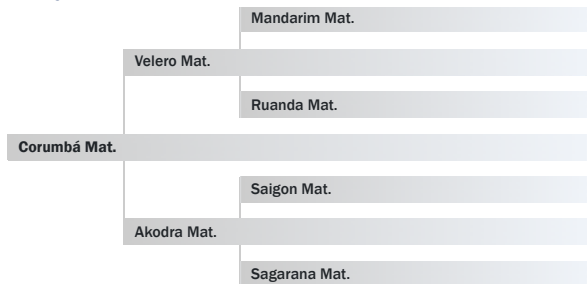 Mandarim Mat.
Velero Mat.
Ruanda Mat.
Corumbá Mat.
Saigon Mat.
Akodra Mat.
Sagarana Mat.